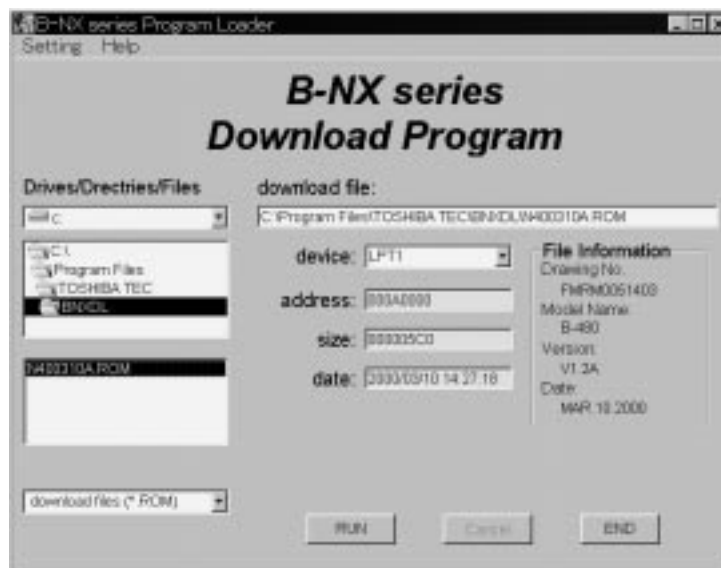 B-NX series Program Loader
Setting Help
B-NX series
Download Program
Drives/Drectries/Files
C:
C:\
Program Files
TOSHIBA TEC
BNXDL
N400310A.ROM
download files (*.ROM)
download file:
C:\Program Files\TOSHIBA TEC\BNXDL\N400310A.ROM
device: LPT1
address: 000A0000
size: 000005C0
date: 2000/03/10 14:27:18
File Information
Drawing No.
FMRM0051403
Model Name:
B-480
Version:
V1.3A
Date:
MAR.10.2000
RUN Cancel END